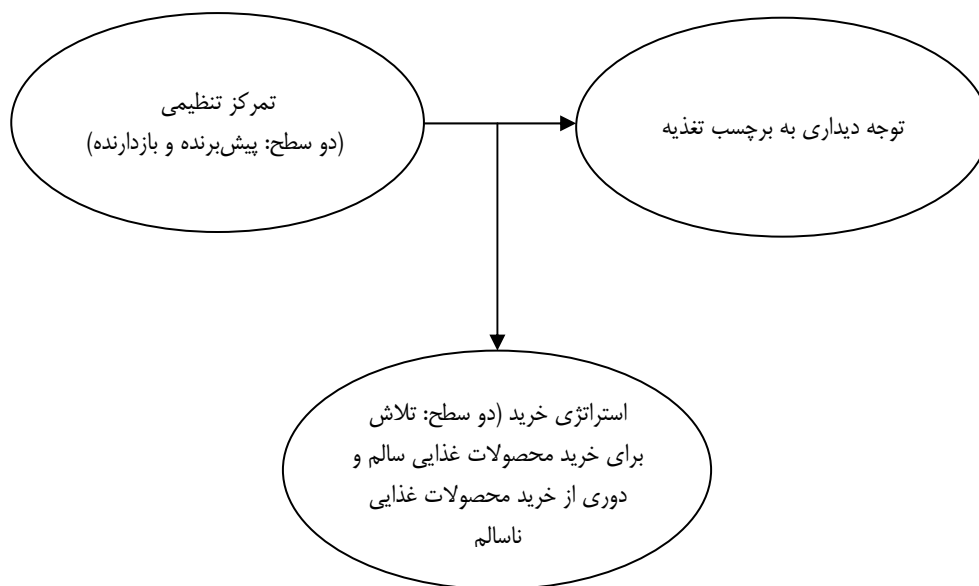 تمرکز تنظیمی
(دو سطح: پیش‌برنده و بازدارنده)
توجه دیداری به برچسب تغذیه
استراتژی خرید (دو سطح: تلاش
برای خرید محصولات غذایی سالم و
دوری از خرید محصولات غذایی
ناسالم